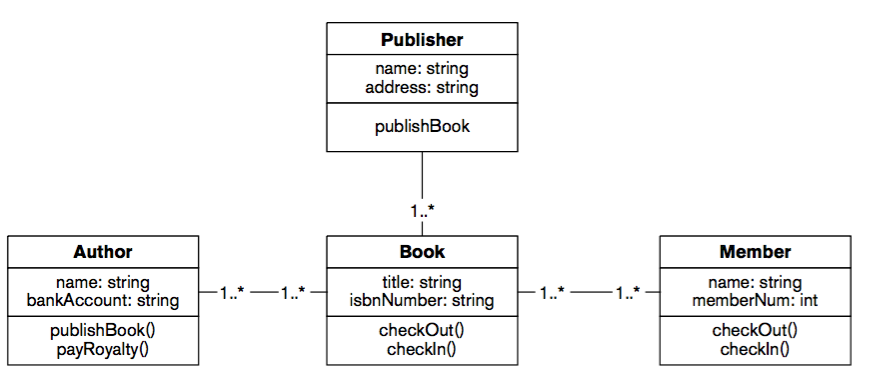 Publisher
name: string
address: string
publishBook
1..*
Author
name: string
bankAccount: string
publishBook()
payRoyalty()
1..*
1..*
Book
title: string
isbnNumber: string
checkOut()
checkIn()
1..*
1..*
Member
name: string
memberNum: int
checkOut()
checkIn()